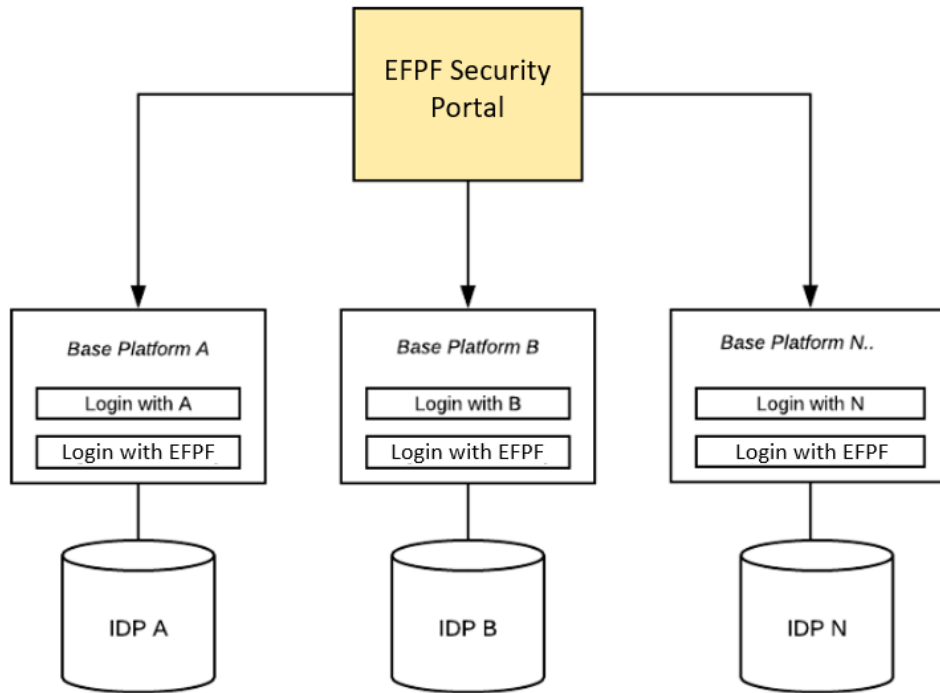 EFPF Security
Portal
Base Platform A
Login with A
Login with EFPF
Base Platform B
Login with B
Login with EFPF
Base Platform N..
Login with N
Login with EFPF
IDP A
IDP B
IDP N